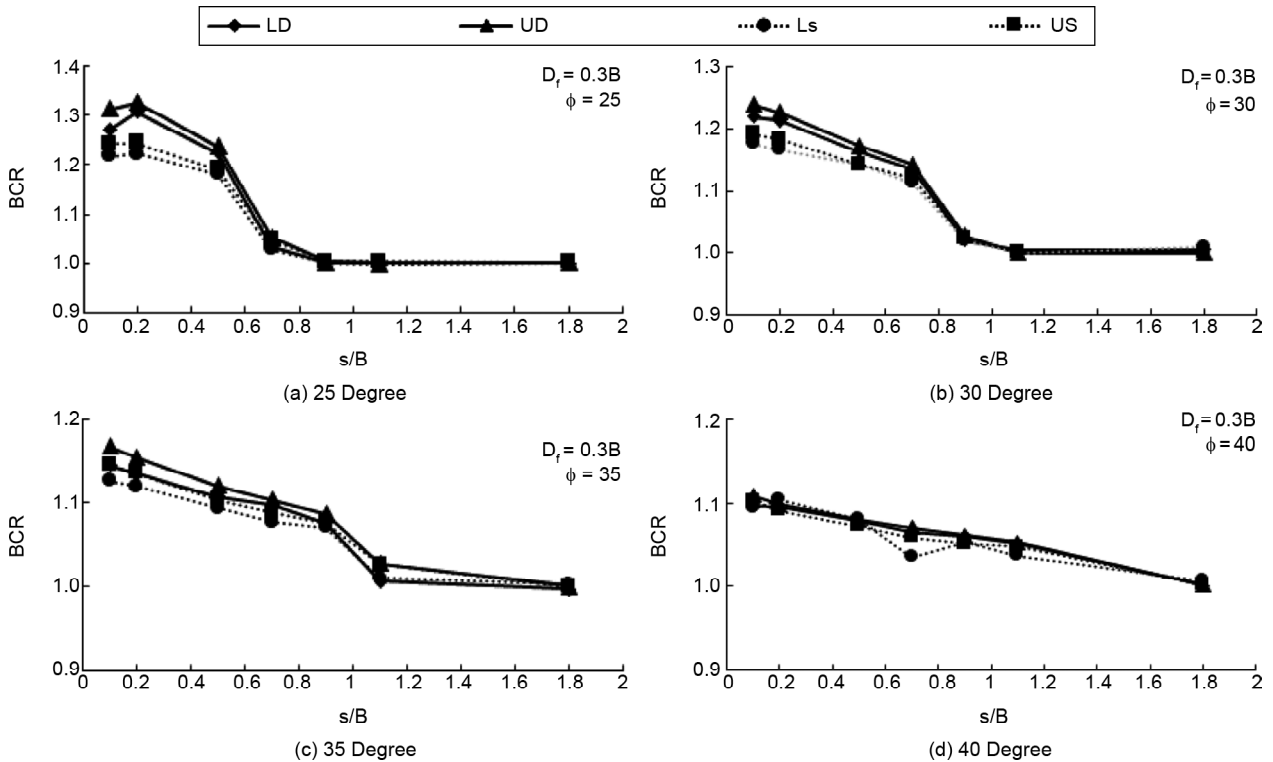 LD UD Ls US
1.4
1.3
1.2
1.1
1.0
0.9
BCR
D_f = 0.3B
ϕ = 25
0 0.2 0.4 0.6 0.8 1 1.2 1.4 1.6 1.8 2
s/B
(a) 25 Degree
1.3
1.2
1.1
1.0
0.9
BCR
D_f = 0.3B
ϕ = 30
0 0.2 0.4 0.6 0.8 1 1.2 1.4 1.6 1.8 2
s/B
(b) 30 Degree
1.2
1.1
1.0
0.9
BCR
D_f = 0.3B
ϕ = 35
0 0.2 0.4 0.6 0.8 1 1.2 1.4 1.6 1.8 2
s/B
(c) 35 Degree
1.2
1.1
1.0
0.9
BCR
D_f = 0.3B
ϕ = 40
0 0.2 0.4 0.6 0.8 1 1.2 1.4 1.6 1.8 2
s/B
(d) 40 Degree